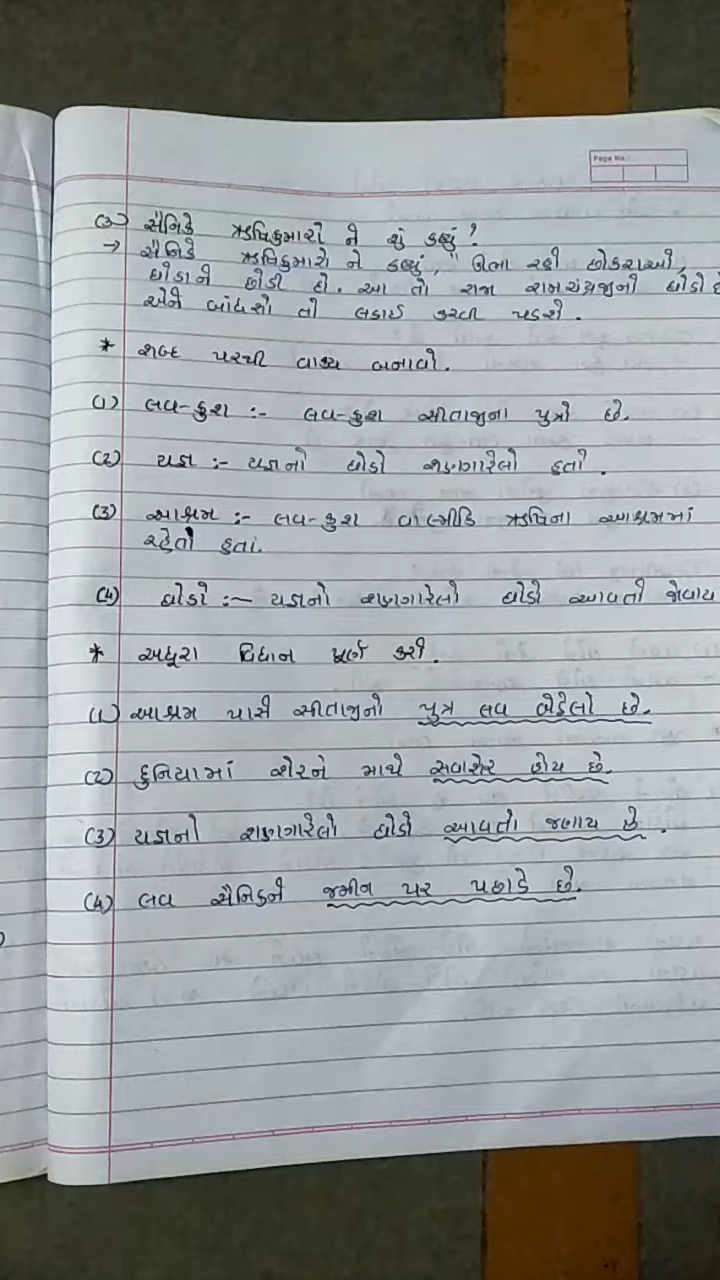 Page No.:
(૩) સૈનિકે ઋષિકુમારો ને શું કહ્યું?
→ સૈનિકે ઋષિકુમારો ને કહ્યું, "ઊભા રહો છોકરાઓ,
ઘોડાને છોડી દો. આ તો રાજા રામચંદ્રજીનો ઘોડો છે
એને બાંધશો તો લડાઈ કરવી પડશે.
* શબ્દ પરથી વાક્ય બનાવો.
(૧) લવ-કુશ :- લવ-કુશ સીતાજીના પુત્રો છે.
(૨) યજ્ઞ :- યજ્ઞનો ઘોડો શણગારેલો હતો.
(૩) આશ્રમ :- લવ-કુશ વાલ્મીકિ ઋષિના આશ્રમમાં
રહેતો હતાં.
(૪) ઘોડો :- યજ્ઞનો શણગારેલો ઘોડો આવતો જોવાય
* અધૂરા વિધાન પૂર્ણ કરો.
(૧) આશ્રમ પાસે સીતાજીનો પુત્ર લવ બેઠેલો છે.
(૨) દુનિયામાં શેરને માથે સવાશેર હોય છે.
(૩) યજ્ઞનો શણગારેલો ઘોડો આવતો જણાય છે.
(૪) લવ સૈનિકને જમીન પર પછાડે છે.